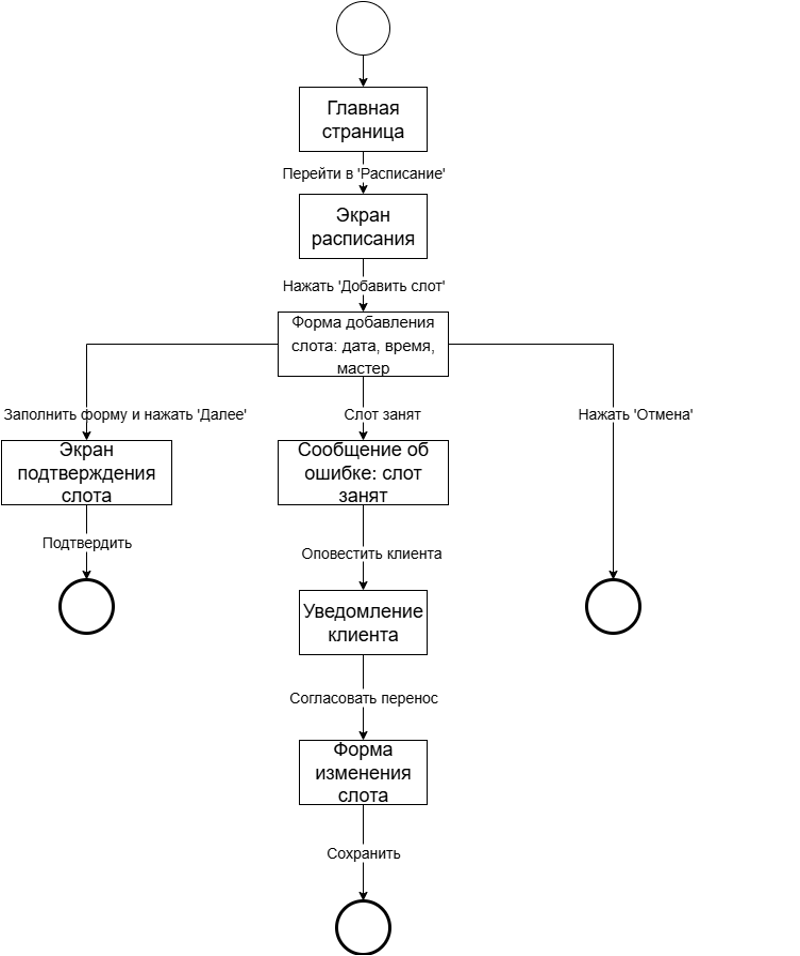 Главная
страница
Перейти в 'Расписание'
Экран
расписания
Нажать 'Добавить слот'
Форма добавления
слота: дата, время,
мастер
Заполнить форму и нажать 'Далее'
Слот занят
Нажать 'Отмена'
Экран
подтверждения
слота
Сообщение об
ошибке: слот
занят
Подтвердить
Оповестить клиента
Уведомление
клиента
Согласовать перенос
Форма
изменения
слота
Сохранить